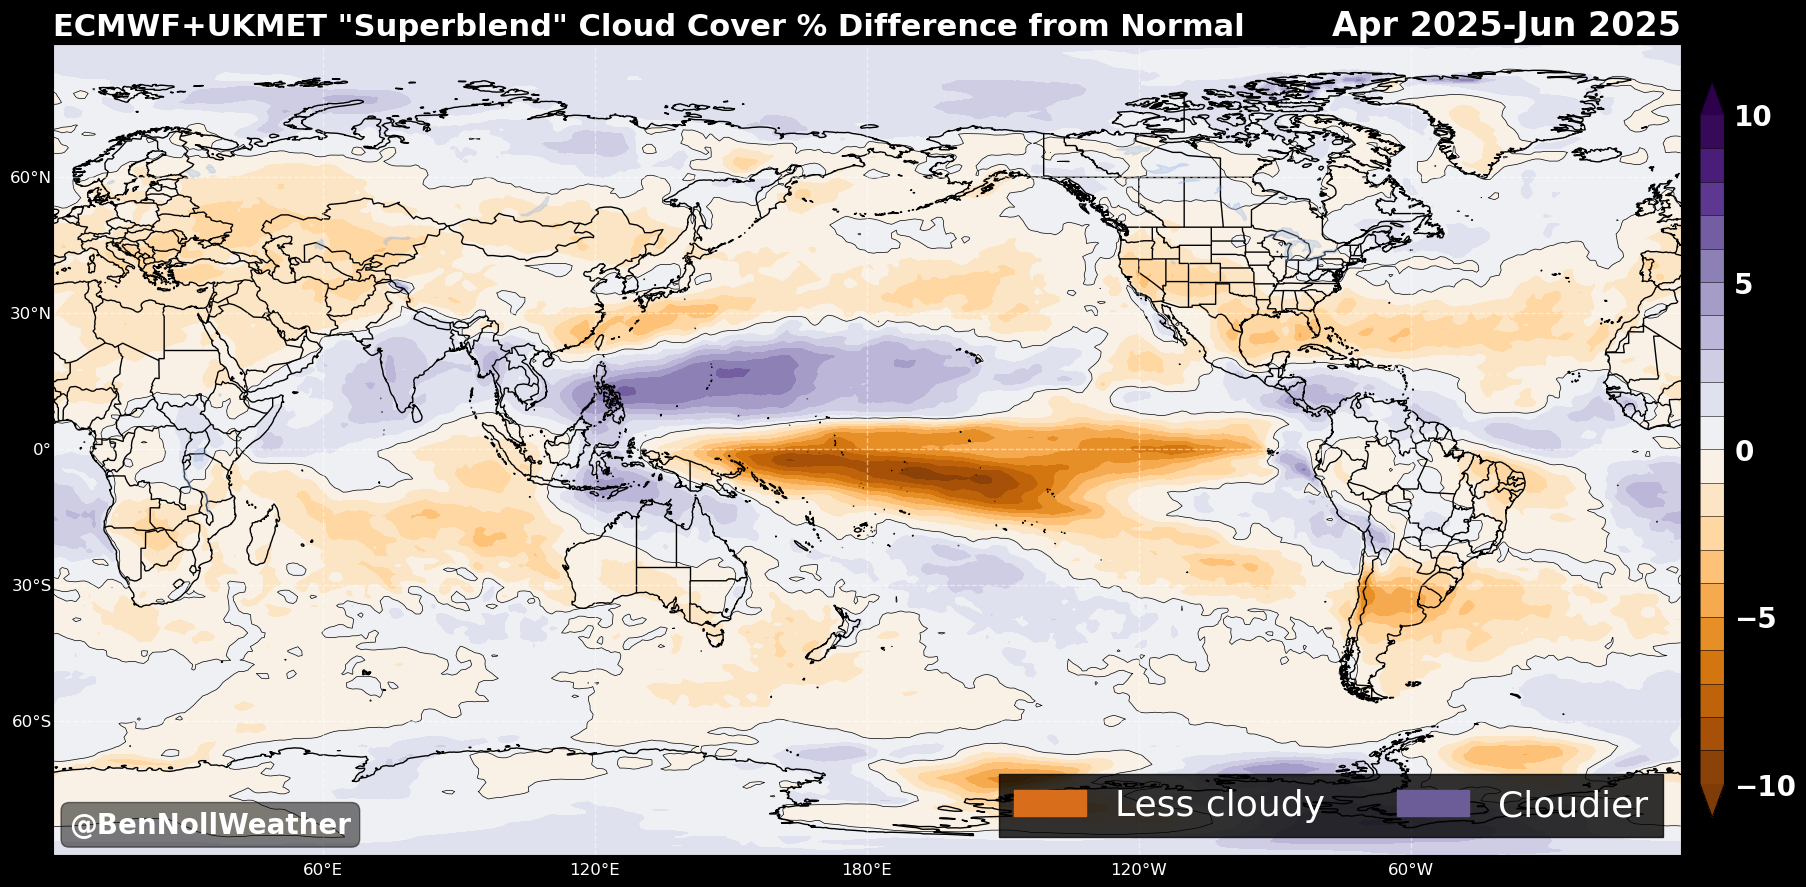 ECMWF+UKMET "Superblend" Cloud Cover % Difference from Normal
Apr 2025-Jun 2025
10
5
0
−5
−10
60°N
30°N
0°
30°S
60°S
60°E
120°E
180°E
120°W
60°W
@BenNollWeather
Less cloudy
Cloudier